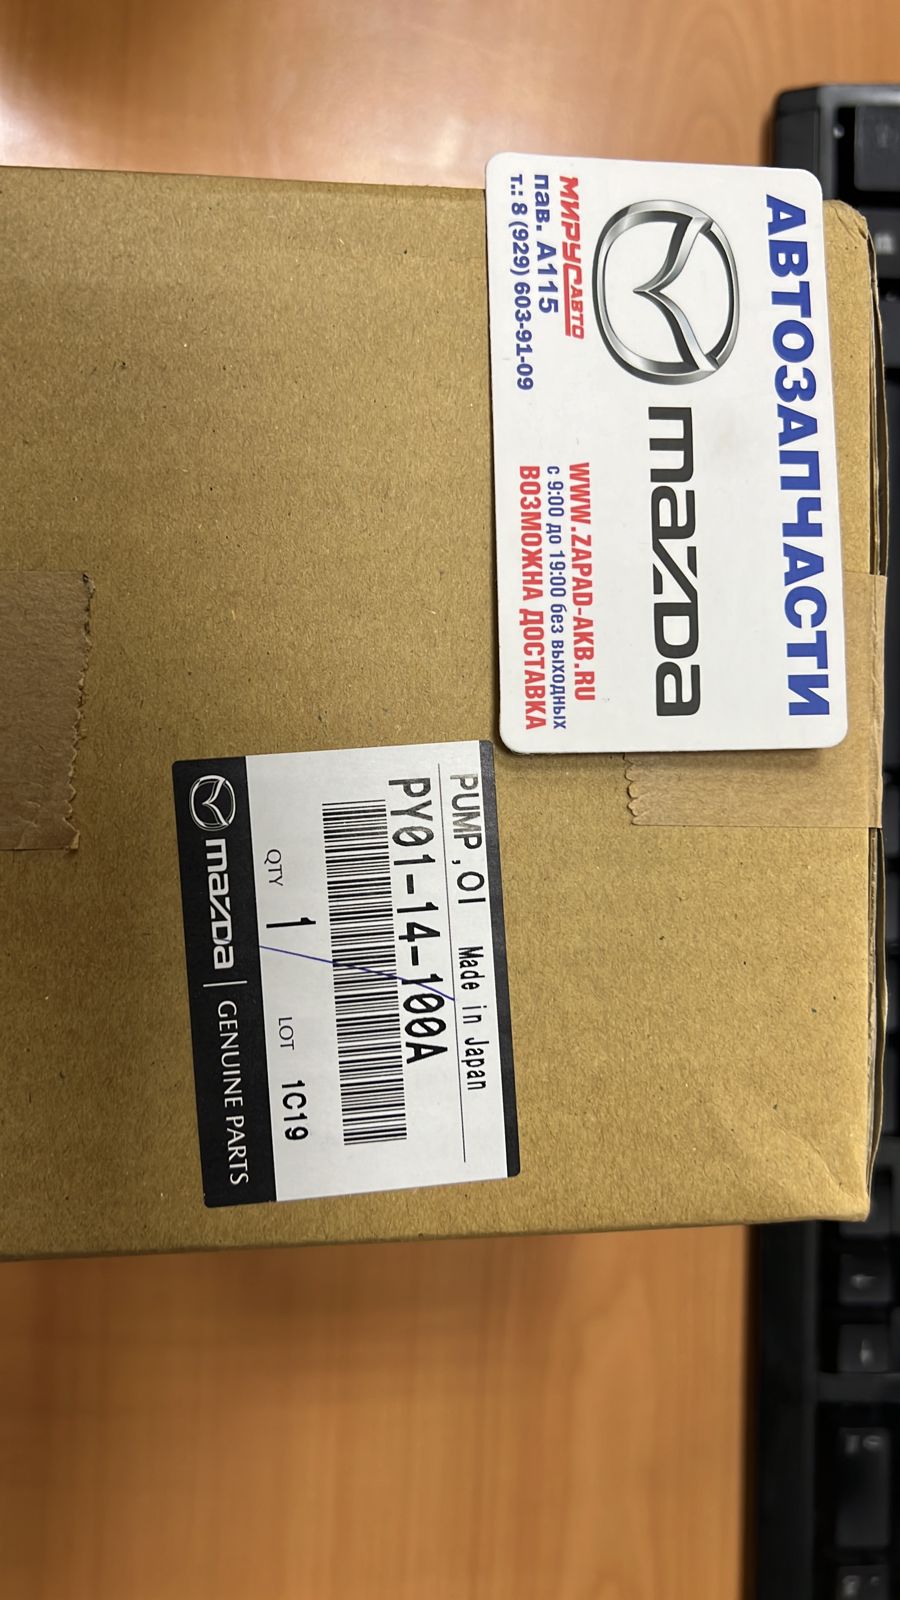 АВТОЗАПЧАСТИ
mazda
МИРУСАВТО
пав. А115
т.: 8 (929) 603-91-09
WWW.ZAPAD-AKB.RU
с 9:00 до 19:00 без выходных
ВОЗМОЖНА ДОСТАВКА
PUMP,OI Made in Japan
PY01-14-100A
QTY 1 LOT 1C19
mazda | GENUINE PARTS